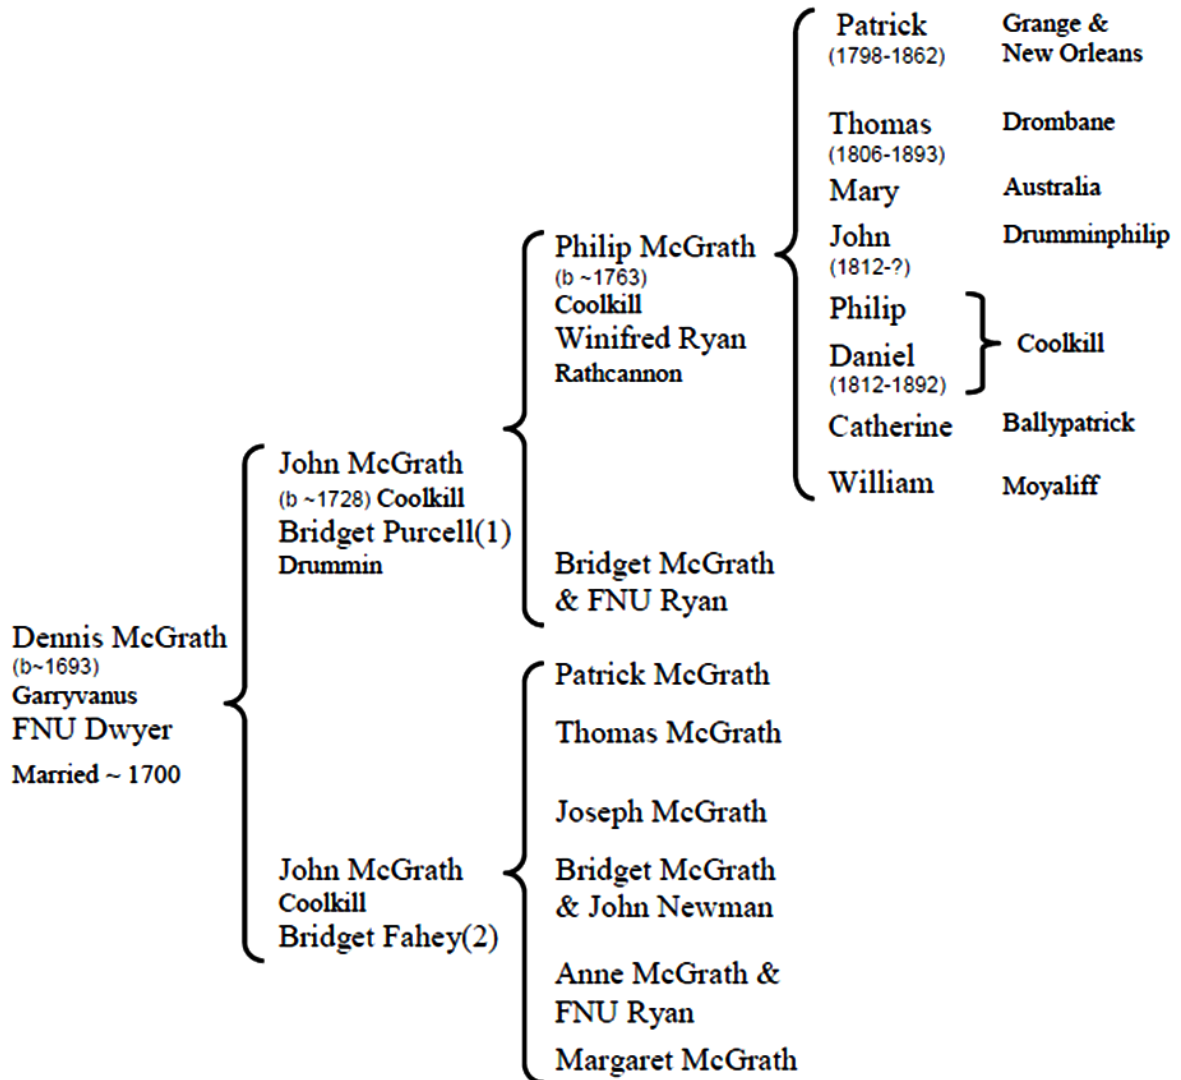 Dennis McGrath
(b~1693)
Garryvanus
FNU Dwyer
Married ~ 1700
John McGrath
(b ~1728) Coolkill
Bridget Purcell(1)
Drummin
John McGrath
Coolkill
Bridget Fahey(2)
Philip McGrath
(b ~1763)
Coolkill
Winifred Ryan
Rathcannon
Bridget McGrath
& FNU Ryan
Patrick McGrath
Thomas McGrath
Joseph McGrath
Bridget McGrath
& John Newman
Anne McGrath &
FNU Ryan
Margaret McGrath
Patrick Grange &
(1798-1862) New Orleans
Thomas Drombane
(1806-1893)
Mary Australia
John Drumminphilip
(1812-?)
Philip
Daniel Coolkill
(1812-1892)
Catherine Ballypatrick
William Moyaliff